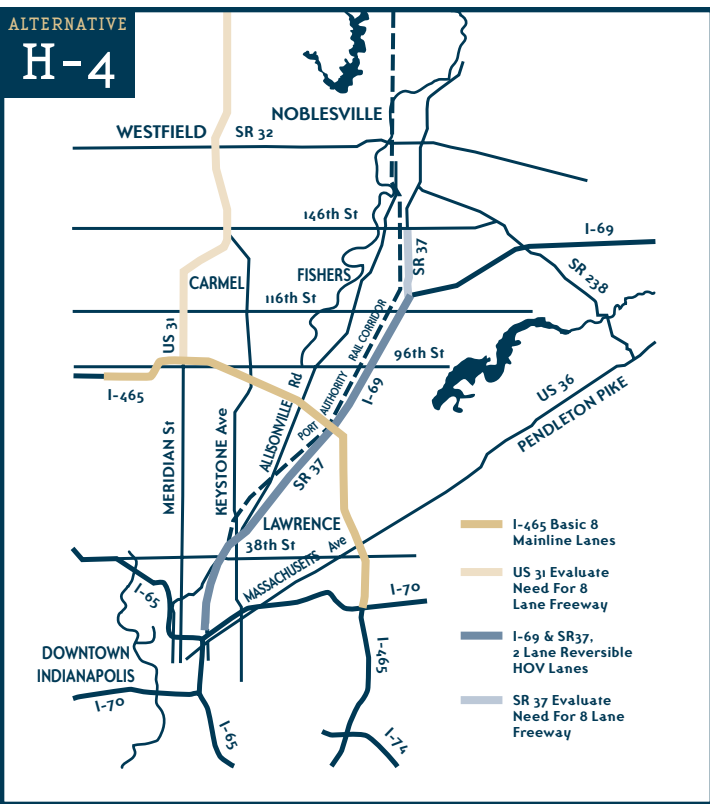 ALTERNATIVE
H-4
NOBLESVILLE
WESTFIELD
SR 32
146th St
I-69
SR 37
SR 238
CARMEL
FISHERS
116th St
US 31
RAIL CORRIDOR
96th St
I-465
Rd
AUTHORITY
I-69
US 36
PENDLETON PIKE
ALLISONVILLE
PORT
MERIDIAN St
KEYSTONE Ave
SR 37
LAWRENCE
38th St
MASSACHUSETTS Ave
I-65
I-70
DOWNTOWN
INDIANAPOLIS
I-465
I-70
I-65
I-74
I-465 Basic 8
Mainline Lanes
US 31 Evaluate
Need For 8
Lane Freeway
I-69 & SR37,
2 Lane Reversible
HOV Lanes
SR 37 Evaluate
Need For 8 Lane
Freeway